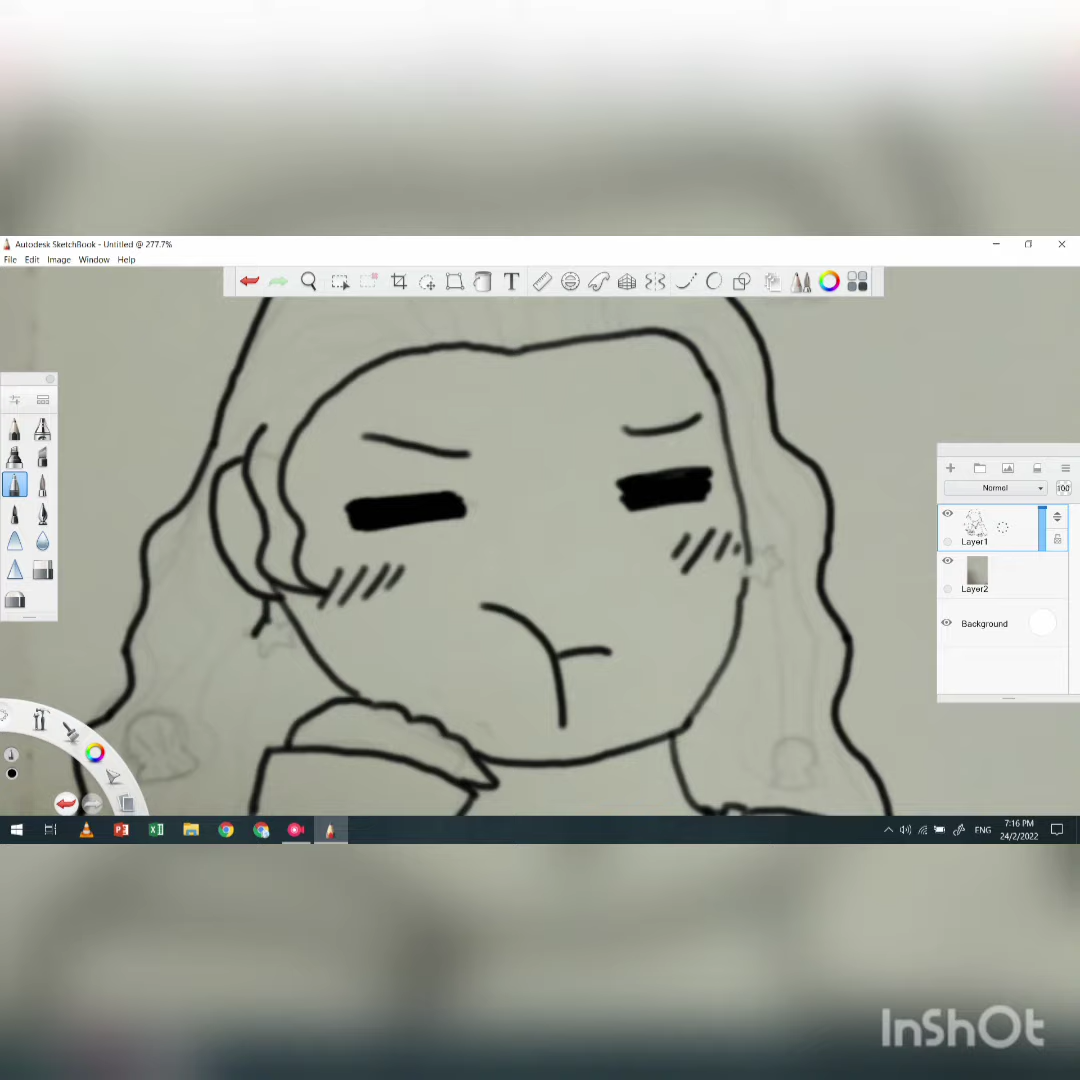 Autodesk SketchBook - Untitled @ 277.7%
File Edit Image Window Help
T
Normal
100
Layer1
Layer2
Background
ENG
7:16 PM
24/2/2022
InShOt